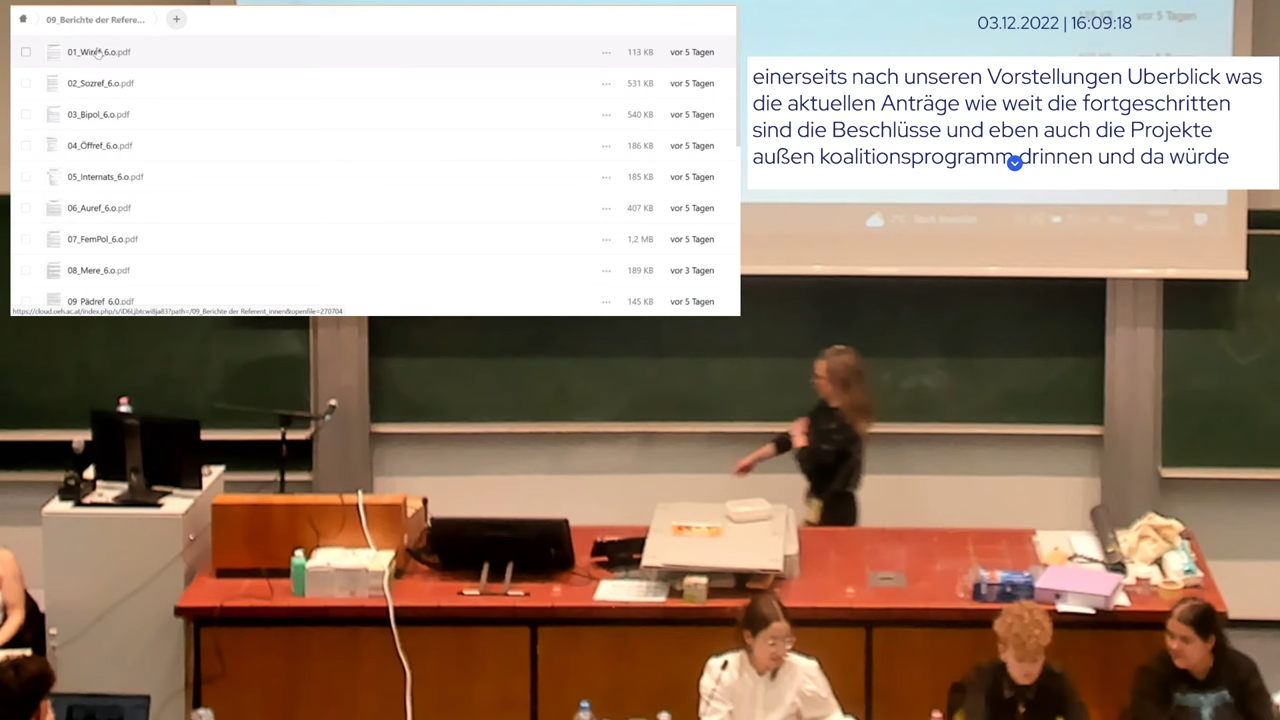 09_Berichte der Refere...
+
01_Wiref_6.o.pdf ... 113 KB vor 5 Tagen
02_Sozref_6.o.pdf ... 531 KB vor 5 Tagen
03_Bipol_6.o.pdf ... 540 KB vor 5 Tagen
04_Öffref_6.o.pdf ... 186 KB vor 5 Tagen
05_Internats_6.o.pdf ... 185 KB vor 5 Tagen
06_Auref_6.o.pdf ... 407 KB vor 5 Tagen
07_FemPol_6.o.pdf ... 1,2 MB vor 5 Tagen
08_Mere_6.o.pdf ... 189 KB vor 3 Tagen
09_Pädref_6.0.pdf 145 KB vor 5 Tagen
03.12.2022 | 16:09:18
vor 5 Tagen
einerseits nach unseren Vorstellungen Uberblick was
die aktuellen Anträge wie weit die fortgeschritten
sind die Beschlüsse und eben auch die Projekte
außen koalitionsprogramm drinnen und da würde